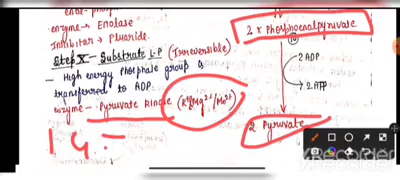 enzyme → Enolase
Inhibitor → Fluoride.
Step X- Substrate L.P (Irreversible)
- High energy phosphate group is
transferred to ADP.
enzyme - Pyruvate Kinase (K⁺/Mg²⁺/Mn²⁺)
2 x Phosphoenolpyruvate
2 ADP
2 ATP
2 Pyruvate